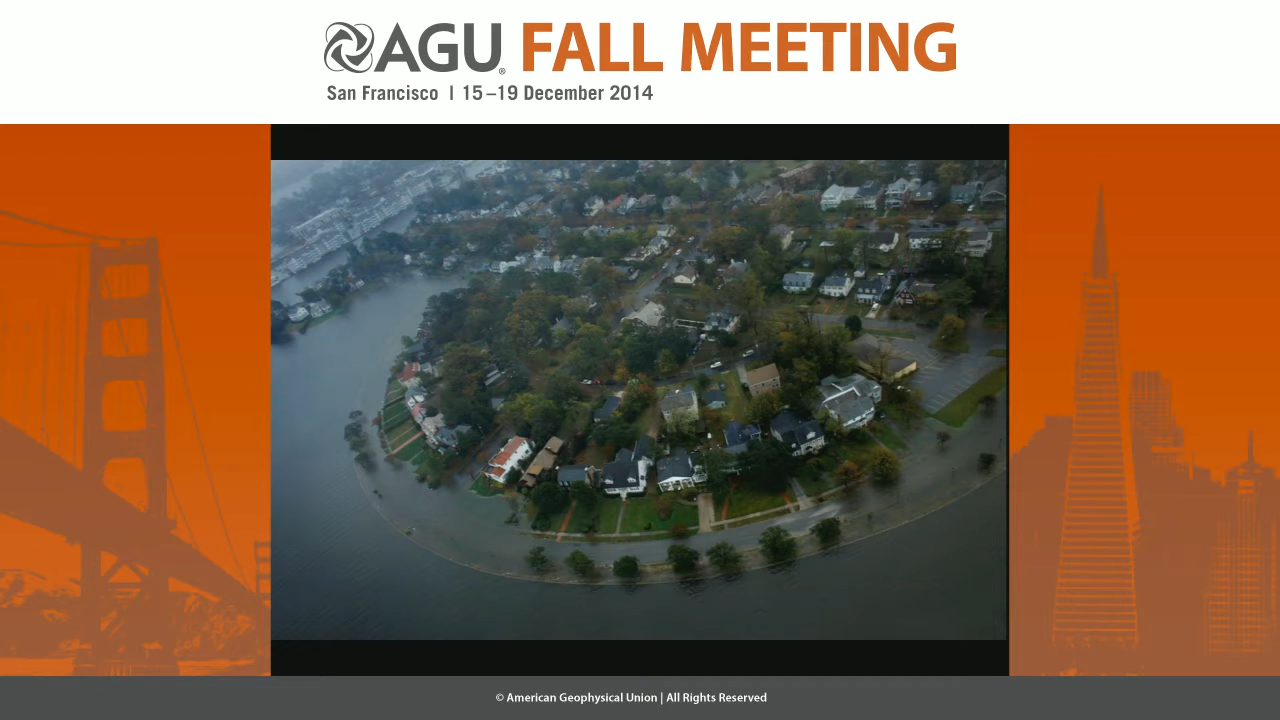 AGU® FALL MEETING
San Francisco | 15–19 December 2014
© American Geophysical Union | All Rights Reserved